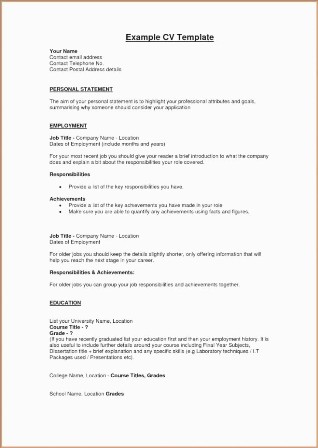 Example CV Template
Your Name
Contact email address
Contact Telephone No.
Contact Postal Address details
PERSONAL STATEMENT
The aim of your personal statement is to highlight your professional attributes and goals,
summarising why someone should consider your application
EMPLOYMENT
Job Title - Company Name - Location
Dates of Employment (include months and years)
For your most recent job you should give your reader a brief introduction to what the company
does and explain a bit about the responsibilities your role covered.
Responsibilities
• Provide a list of the key responsibilities you have.
Achievements
• Provide a list of key achievements you have made in your role
• Make sure you are able to quantify any achievements using facts and figures.
Job Title - Company Name - Location
Dates of Employment
For older jobs you should keep the details slightly shorter, only offering information that will
help you reach the next stage in your career.
Responsibilities & Achievements:
For older jobs you can group your job responsibilities and achievements together.
EDUCATION
List your University Name, Location
Course Title - ?
Grade - ?
(If you have recently graduated list your education first and then your employment history. It is
also useful to include further details around your course including Final Year Subjects,
Dissertation title + brief explanation and any specific skills (e.g Laboratory techniques / I.T
Packages used / Presentations etc).
College Name, Location - Course Titles, Grades
School Name, Location Grades